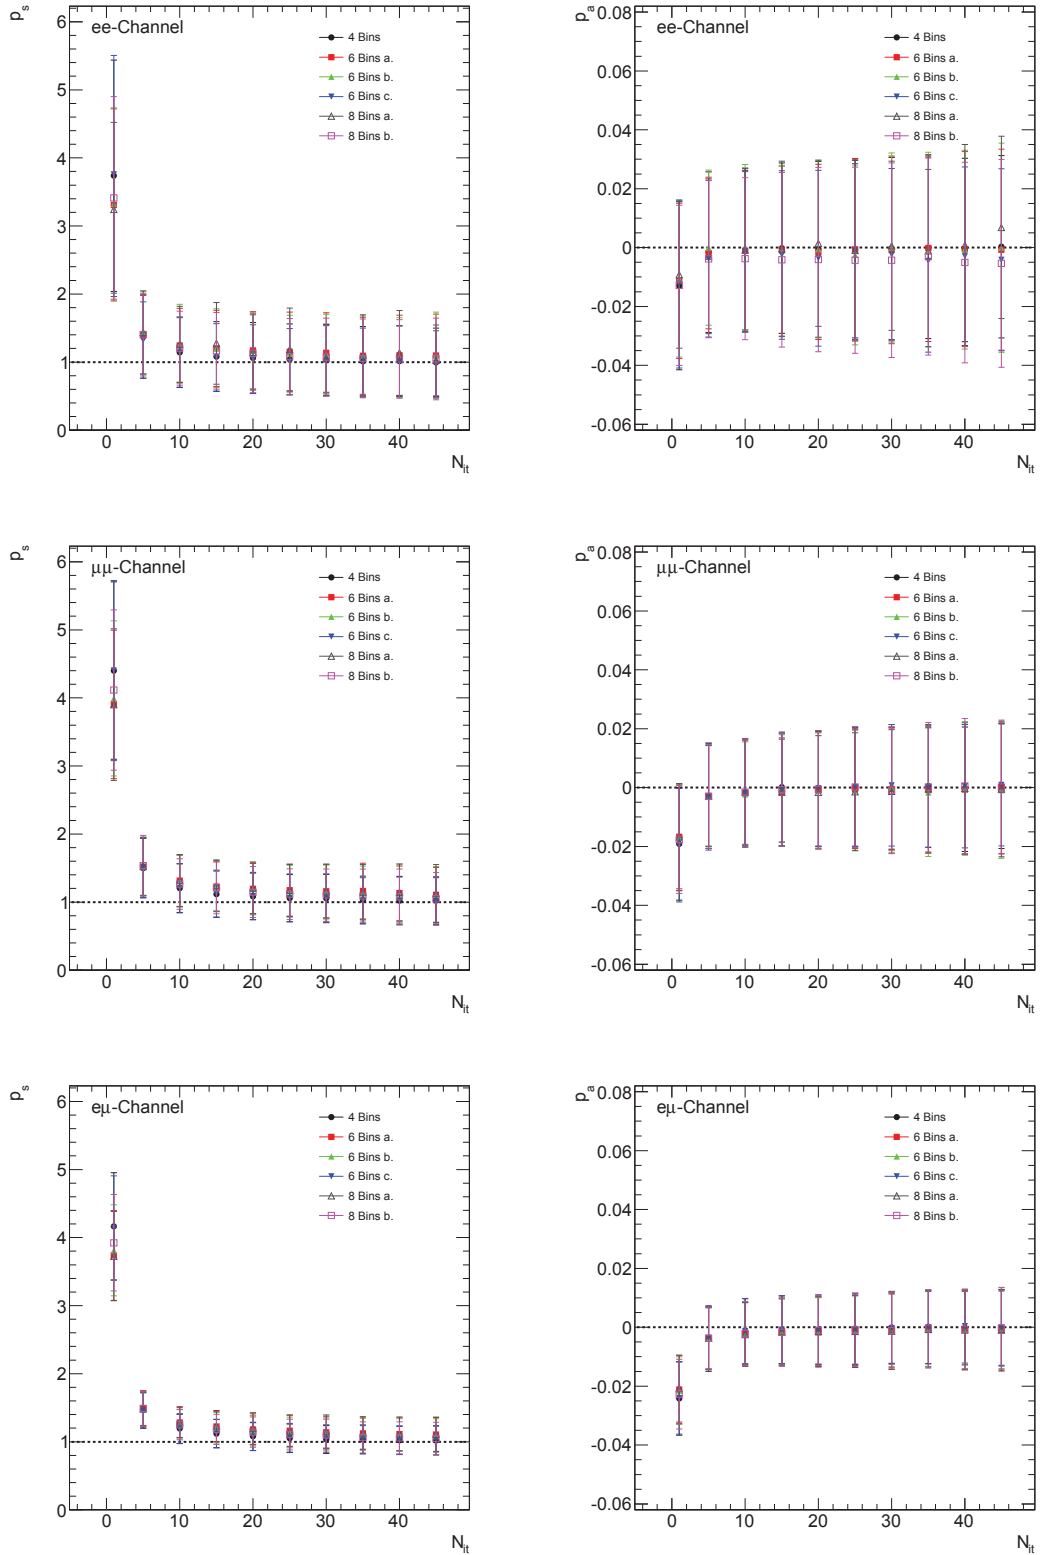 p_s
6
5
4
3
2
1
0
ee-Channel
4 Bins
6 Bins a.
6 Bins b.
6 Bins c.
8 Bins a.
8 Bins b.
0 10 20 30 40
N_it
p_a
0.08
0.06
0.04
0.02
0
-0.02
-0.04
-0.06
ee-Channel
4 Bins
6 Bins a.
6 Bins b.
6 Bins c.
8 Bins a.
8 Bins b.
0 10 20 30 40
N_it
p_s
6
5
4
3
2
1
0
μμ-Channel
4 Bins
6 Bins a.
6 Bins b.
6 Bins c.
8 Bins a.
8 Bins b.
0 10 20 30 40
N_it
p_a
0.08
0.06
0.04
0.02
0
-0.02
-0.04
-0.06
μμ-Channel
4 Bins
6 Bins a.
6 Bins b.
6 Bins c.
8 Bins a.
8 Bins b.
0 10 20 30 40
N_it
p_s
6
5
4
3
2
1
0
eμ-Channel
4 Bins
6 Bins a.
6 Bins b.
6 Bins c.
8 Bins a.
8 Bins b.
0 10 20 30 40
N_it
p_a
0.08
0.06
0.04
0.02
0
-0.02
-0.04
-0.06
eμ-Channel
4 Bins
6 Bins a.
6 Bins b.
6 Bins c.
8 Bins a.
8 Bins b.
0 10 20 30 40
N_it